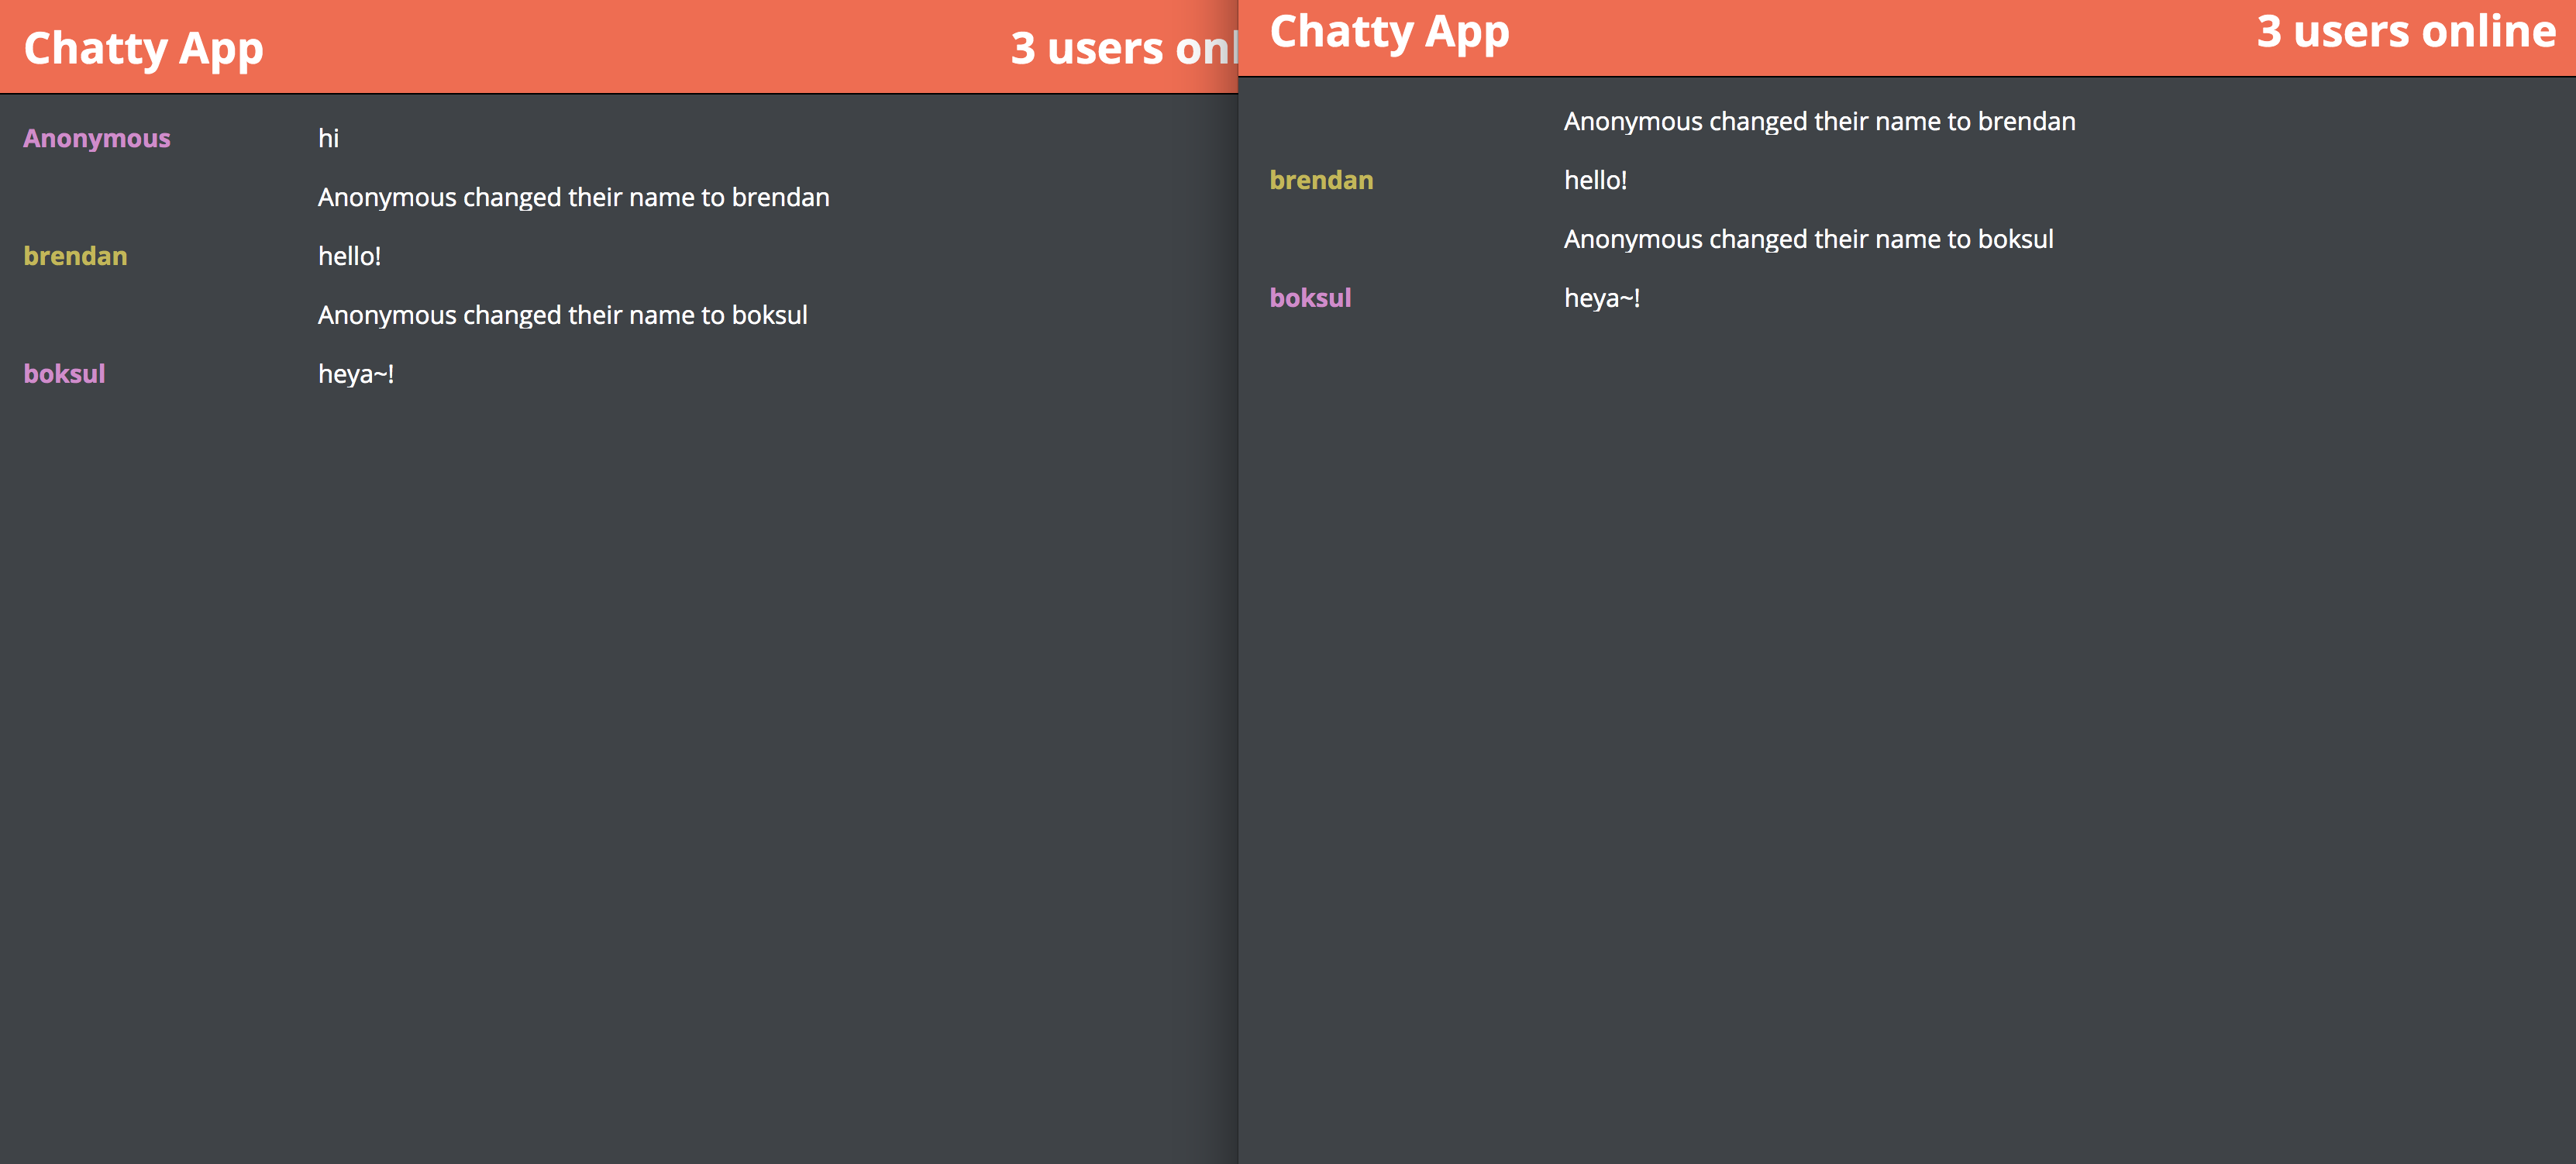 Chatty App 3 users onl
Anonymous hi
Anonymous changed their name to brendan
brendan hello!
Anonymous changed their name to boksul
boksul heya~!
Chatty App 3 users online
Anonymous changed their name to brendan
brendan hello!
Anonymous changed their name to boksul
boksul heya~!